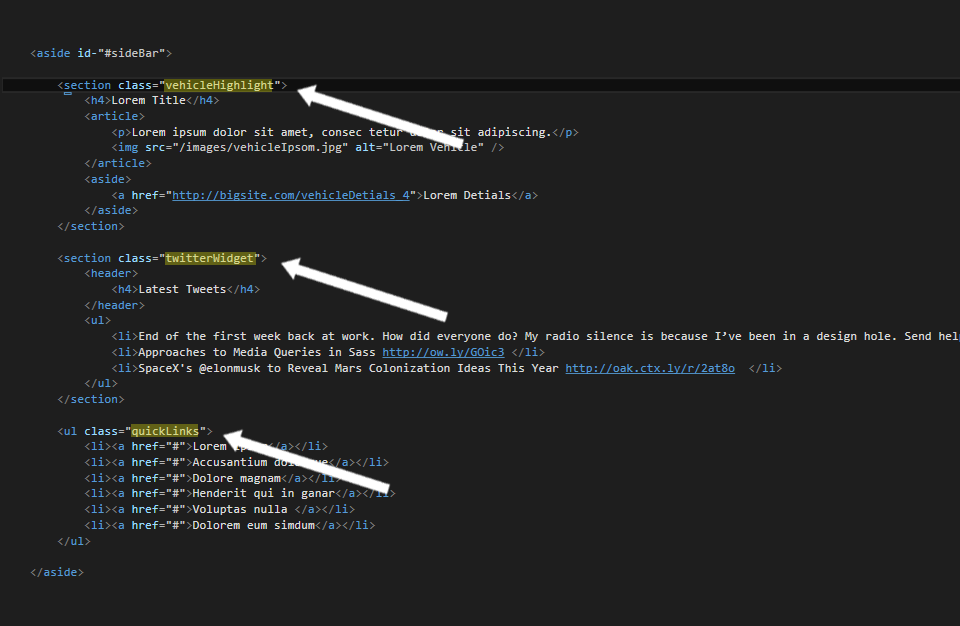 <aside id-"#sideBar">
<section class="vehicleHighlight">
<h4>Lorem Title</h4>
<article>
<p>Lorem ipsum dolor sit amet, consec tetur dolor sit adipiscing.</p>
<img src="/images/vehicleIpsom.jpg" alt="Lorem Vehicle" />
</article>
<aside>
<a href="http://bigsite.com/vehicleDetials_4">Lorem Detials</a>
</aside>
</section>
<section class="twitterWidget">
<header>
<h4>Latest Tweets</h4>
</header>
<ul>
<li>End of the first week back at work. How did everyone do? My radio silence is because I’ve been in a design hole. Send hel
<li>Approaches to Media Queries in Sass http://ow.ly/GOic3 </li>
<li>SpaceX's @elonmusk to Reveal Mars Colonization Ideas This Year http://oak.ctx.ly/r/2at8o  </li>
</ul>
</section>
<ul class="quickLinks">
<li><a href="#">Lorem </a></li>
<li><a href="#">Accusantium </a></li>
<li><a href="#">Dolore magnam</a></li>
<li><a href="#">Henderit qui in ganar</a></li>
<li><a href="#">Voluptas nulla </a></li>
<li><a href="#">Dolorem eum simdum</a></li>
</ul>
</aside>